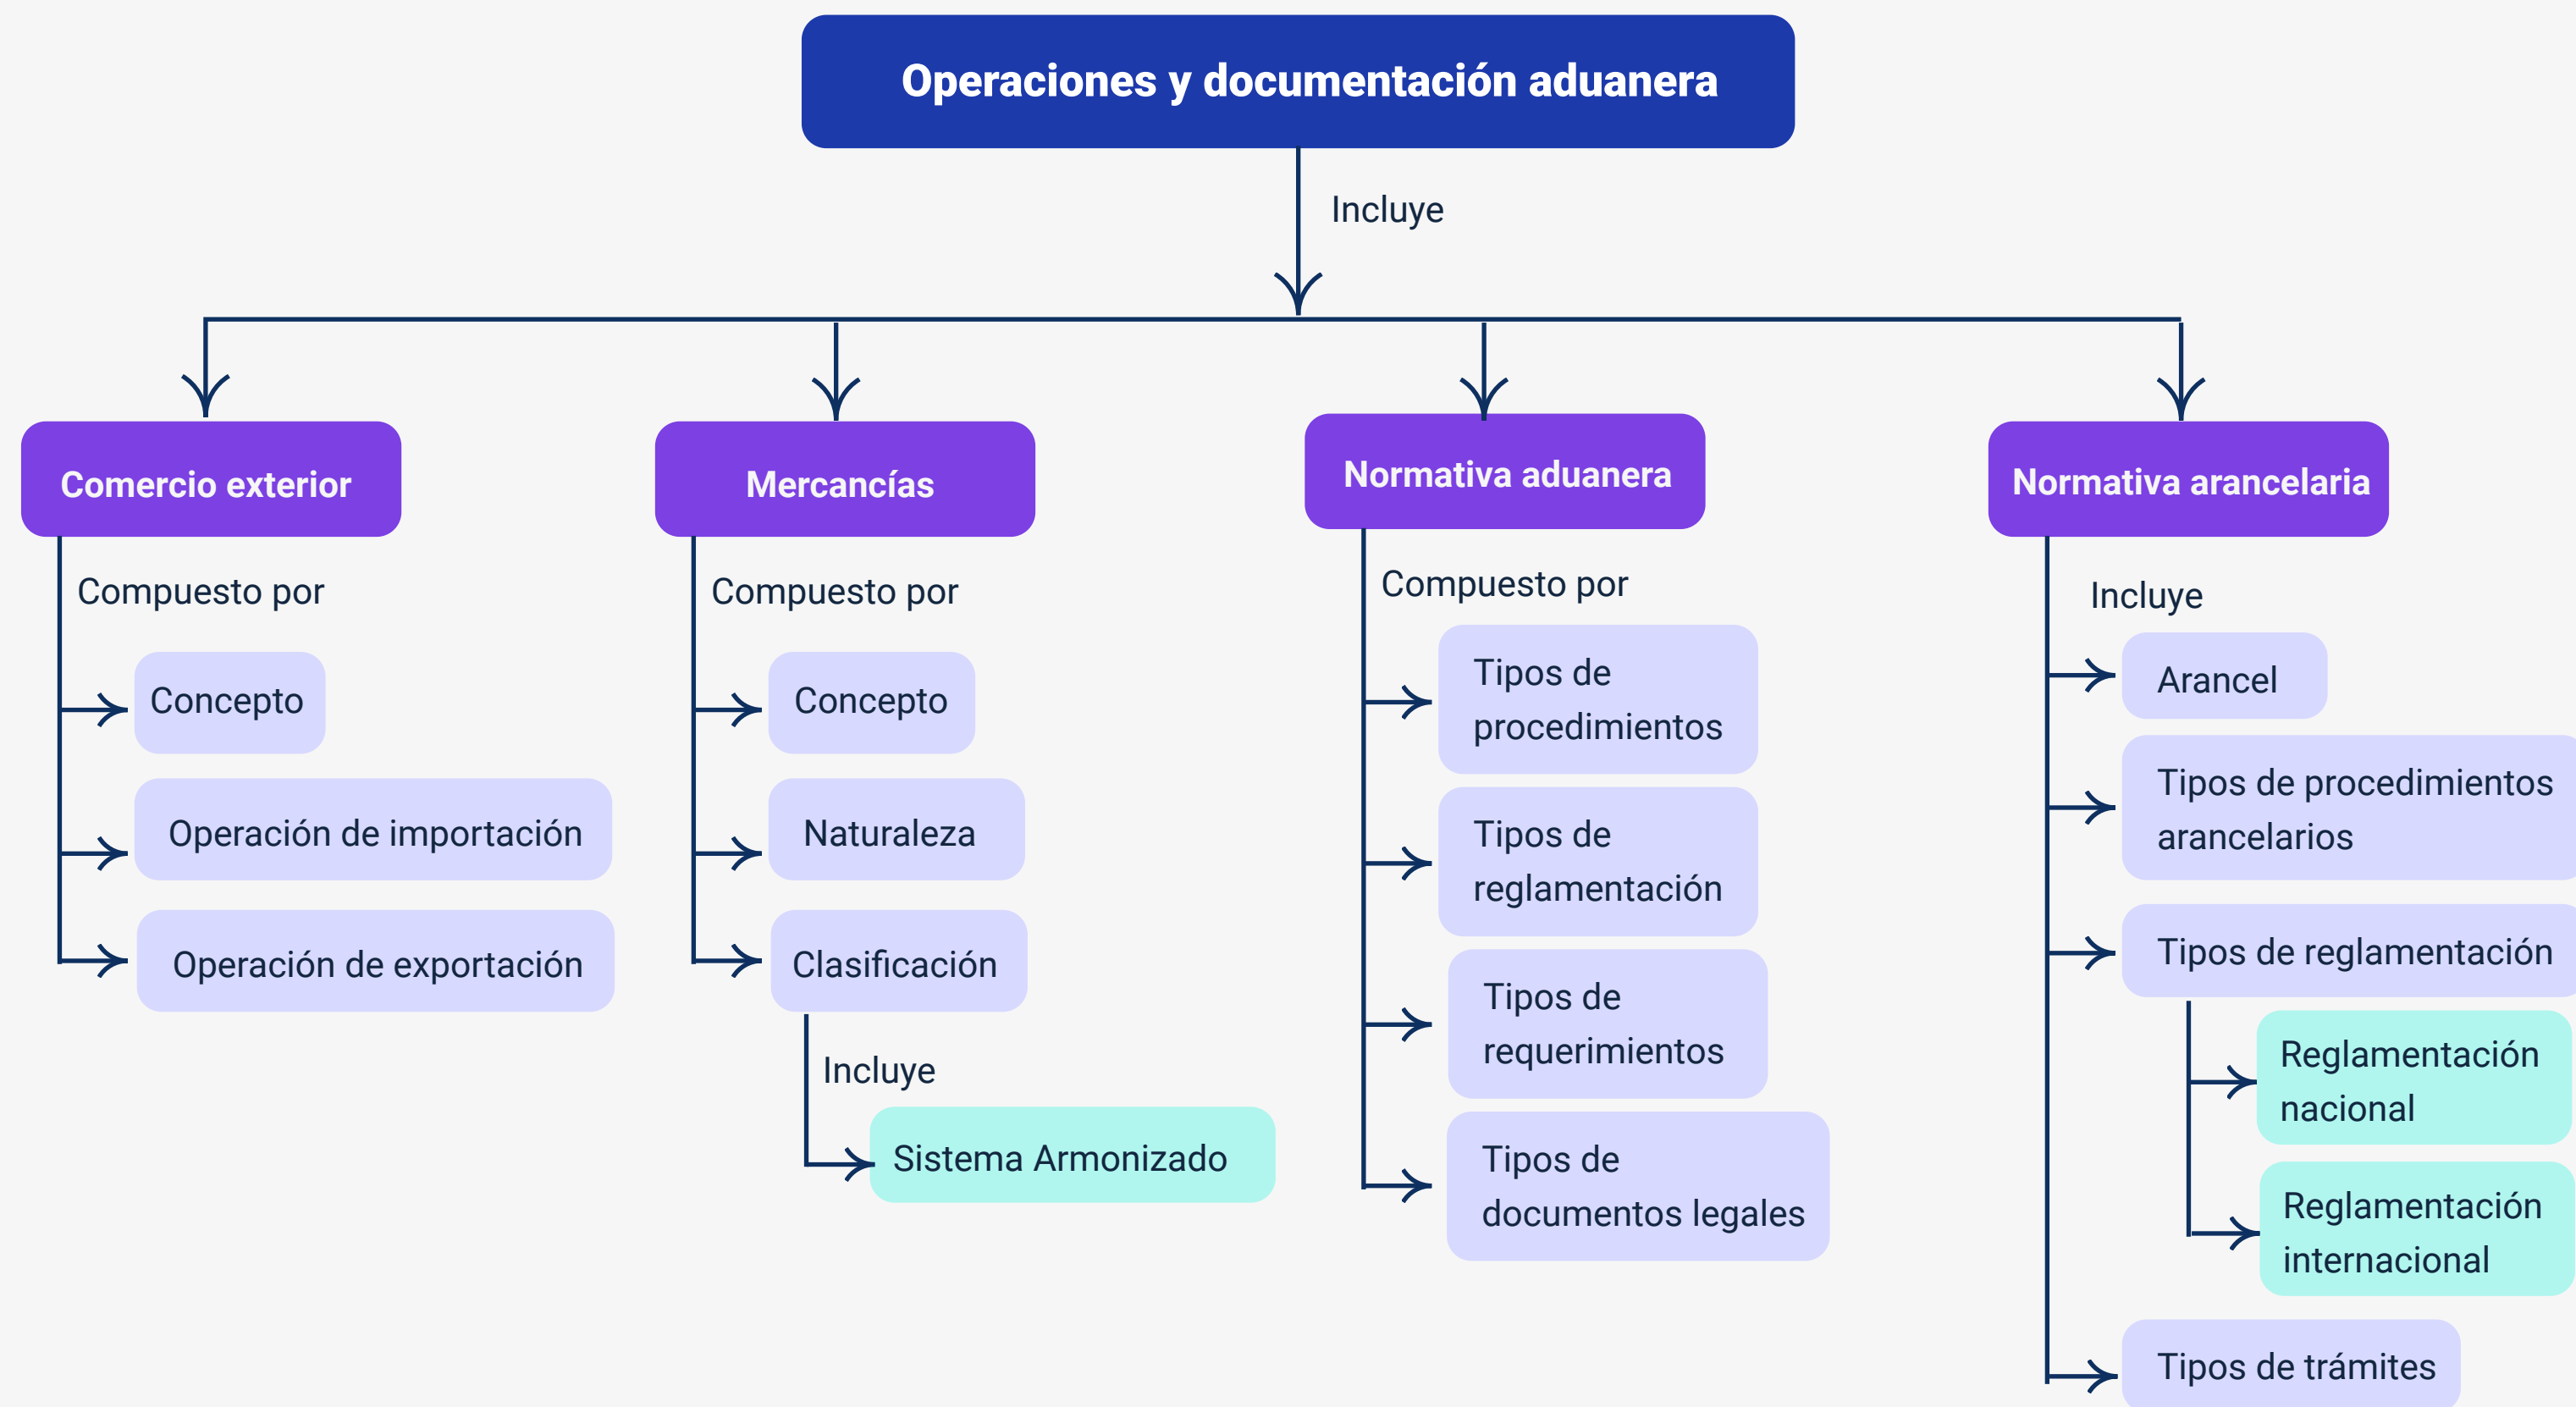 Operaciones y documentación aduanera
Incluye
Comercio exterior
Compuesto por
Concepto
Operación de importación
Operación de exportación
Mercancías
Compuesto por
Concepto
Naturaleza
Clasificación
Incluye
Sistema Armonizado
Normativa aduanera
Compuesto por
Tipos de
procedimientos
Tipos de
reglamentación
Tipos de
requerimientos
Tipos de
documentos legales
Normativa arancelaria
Incluye
Arancel
Tipos de procedimientos
arancelarios
Tipos de reglamentación
Reglamentación
nacional
Reglamentación
internacional
Tipos de trámites